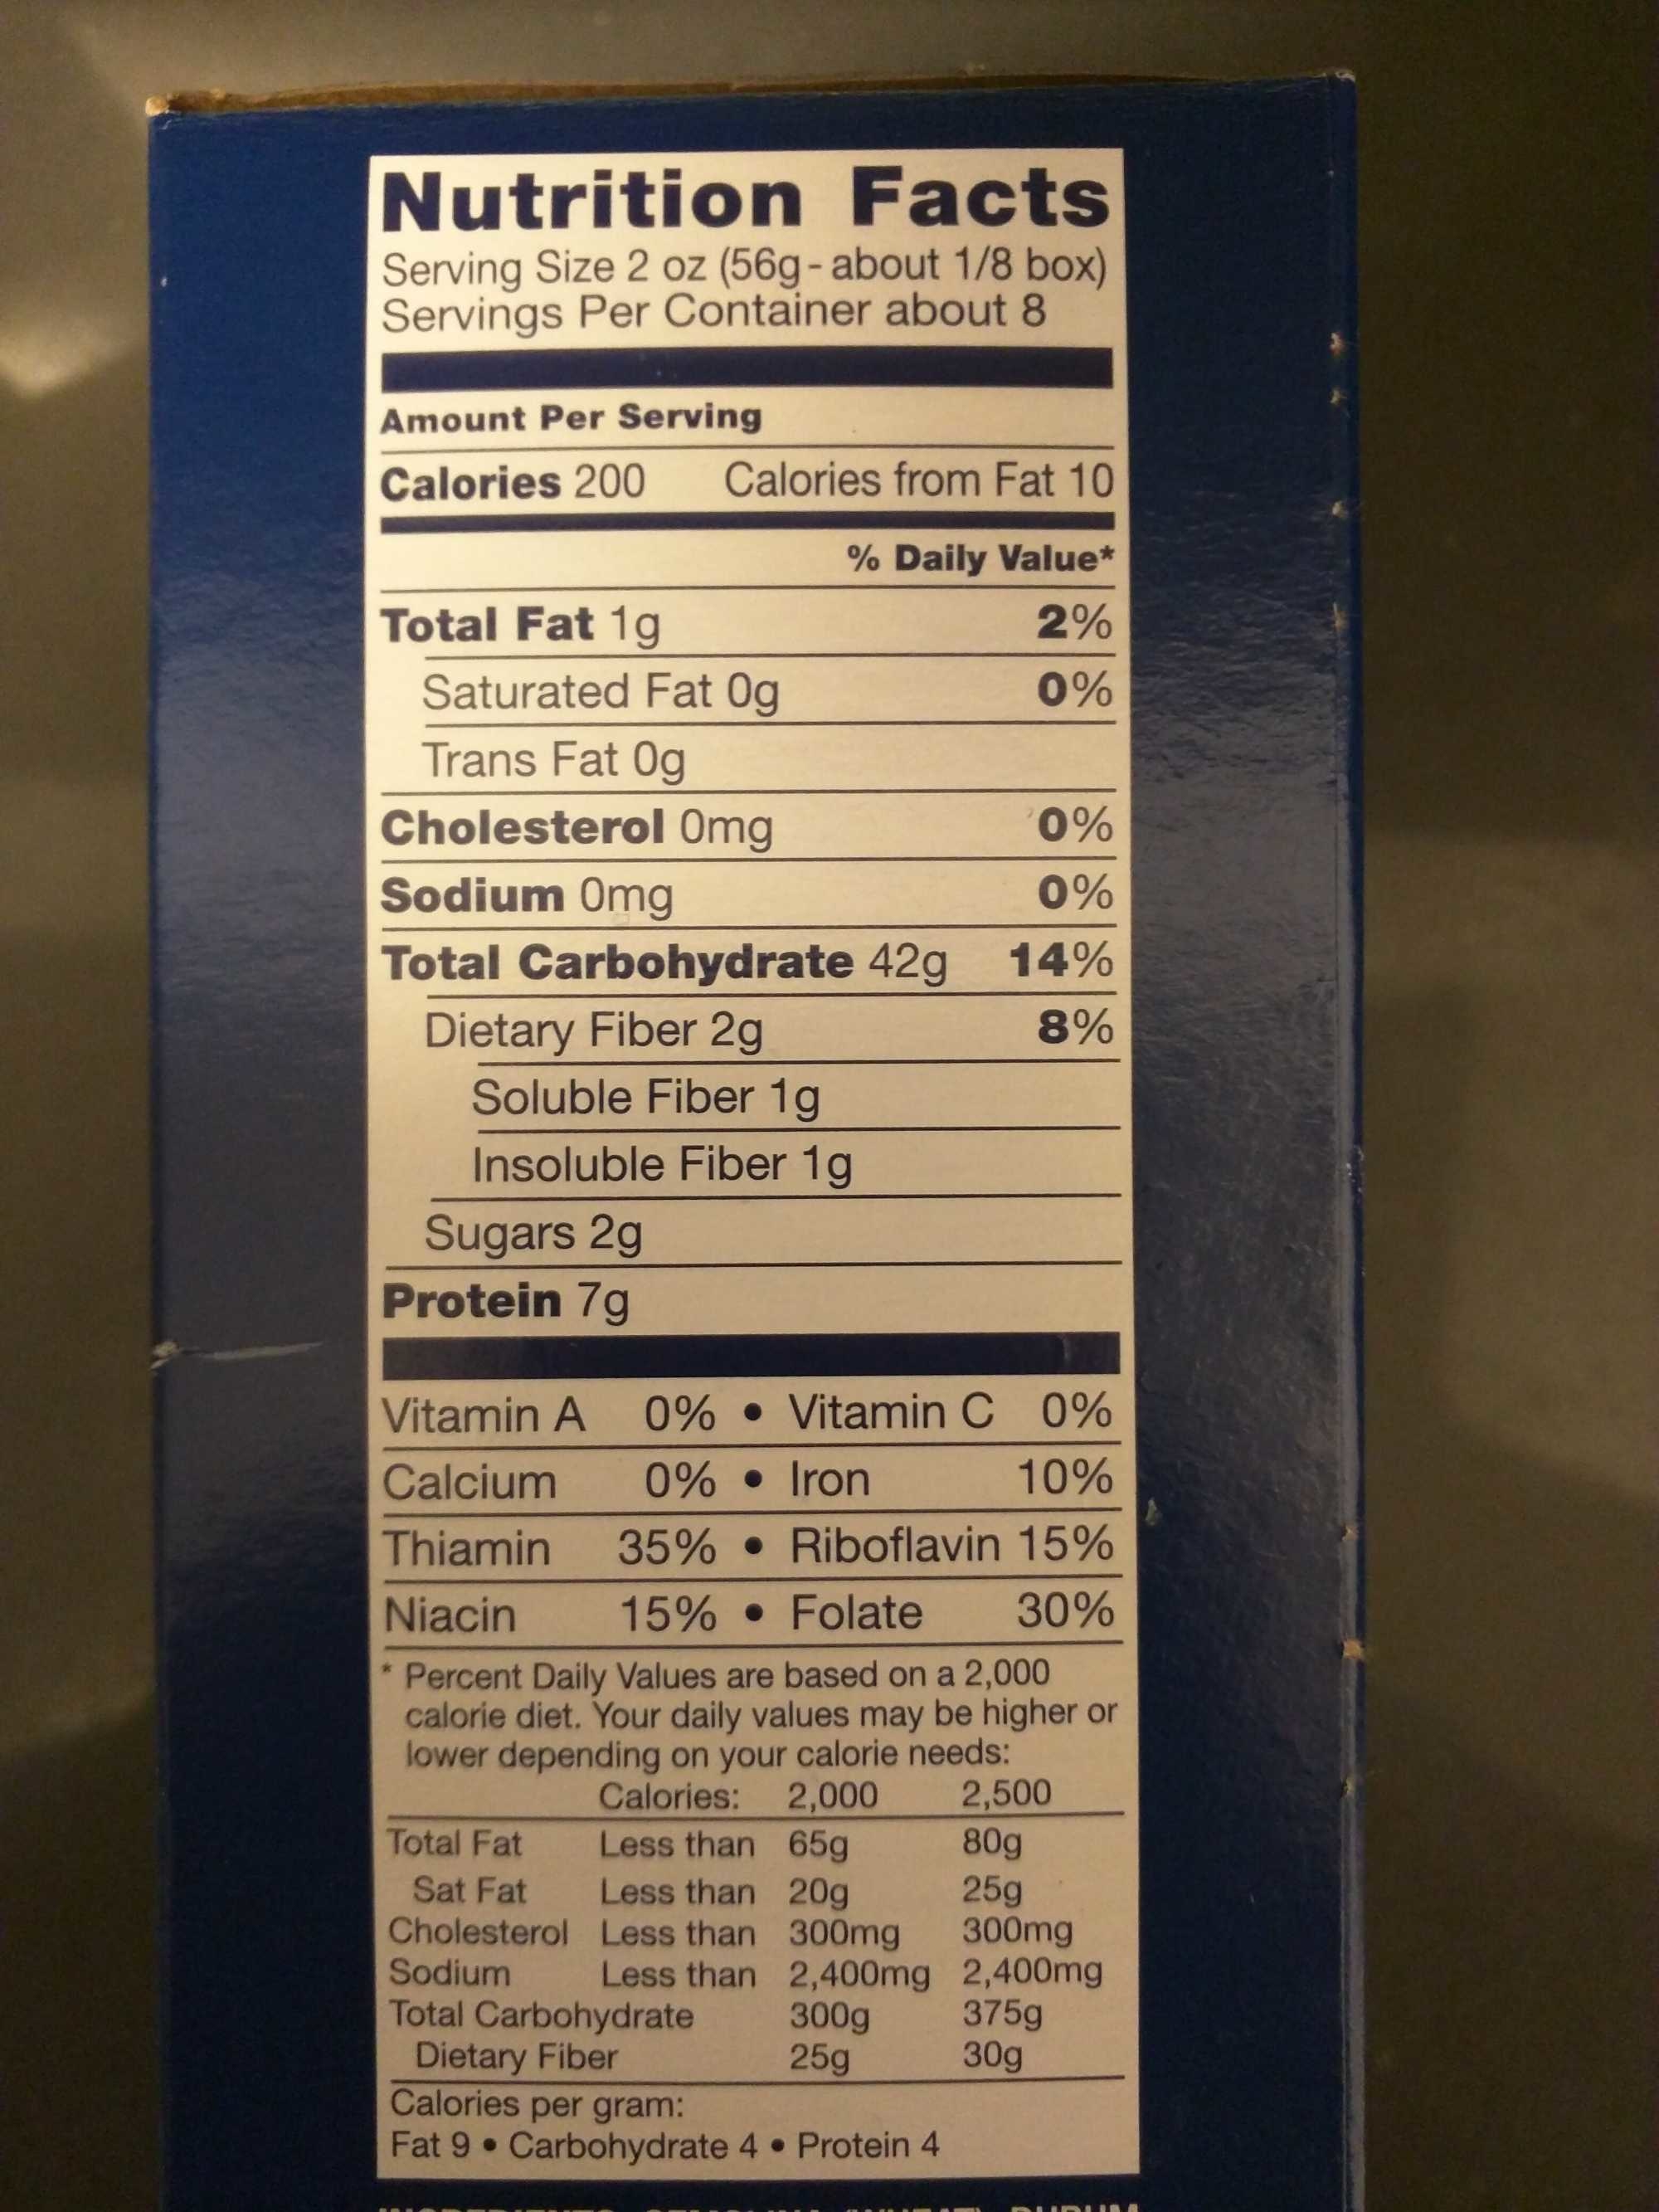 Nutrition Facts
Serving Size 2 oz (56g - about 1/8 box)
Servings Per Container about 8
Amount Per Serving
Calories 200 Calories from Fat 10
% Daily Value*
Total Fat 1g 2%
Saturated Fat 0g 0%
Trans Fat 0g
Cholesterol 0mg 0%
Sodium 0mg 0%
Total Carbohydrate 42g 14%
Dietary Fiber 2g 8%
Soluble Fiber 1g
Insoluble Fiber 1g
Sugars 2g
Protein 7g
Vitamin A 0% • Vitamin C 0%
Calcium 0% • Iron 10%
Thiamin 35% • Riboflavin 15%
Niacin 15% • Folate 30%
* Percent Daily Values are based on a 2,000
calorie diet. Your daily values may be higher or
lower depending on your calorie needs:
Calories: 2,000 2,500
Total Fat Less than 65g 80g
Sat Fat Less than 20g 25g
Cholesterol Less than 300mg 300mg
Sodium Less than 2,400mg 2,400mg
Total Carbohydrate 300g 375g
Dietary Fiber 25g 30g
Calories per gram:
Fat 9 • Carbohydrate 4 • Protein 4